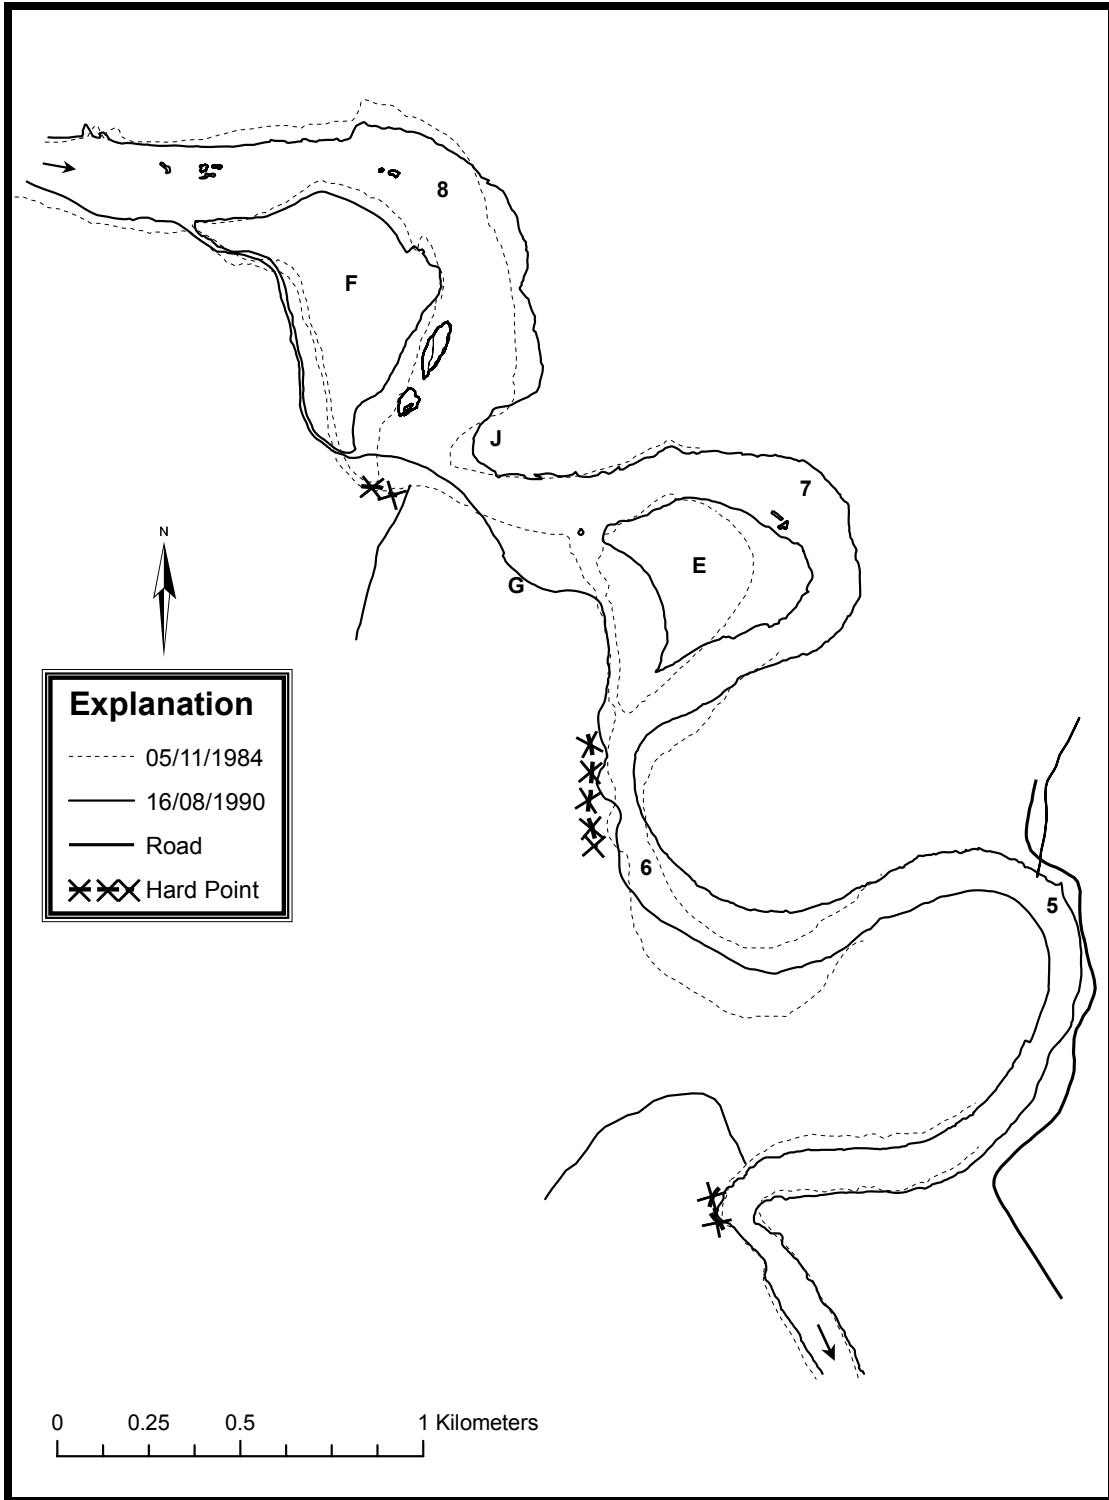 8
F
J
7
N
E
G
Explanation
05/11/1984
16/08/1990
Road
Hard Point
6
5
0 0.25 0.5 1 Kilometers